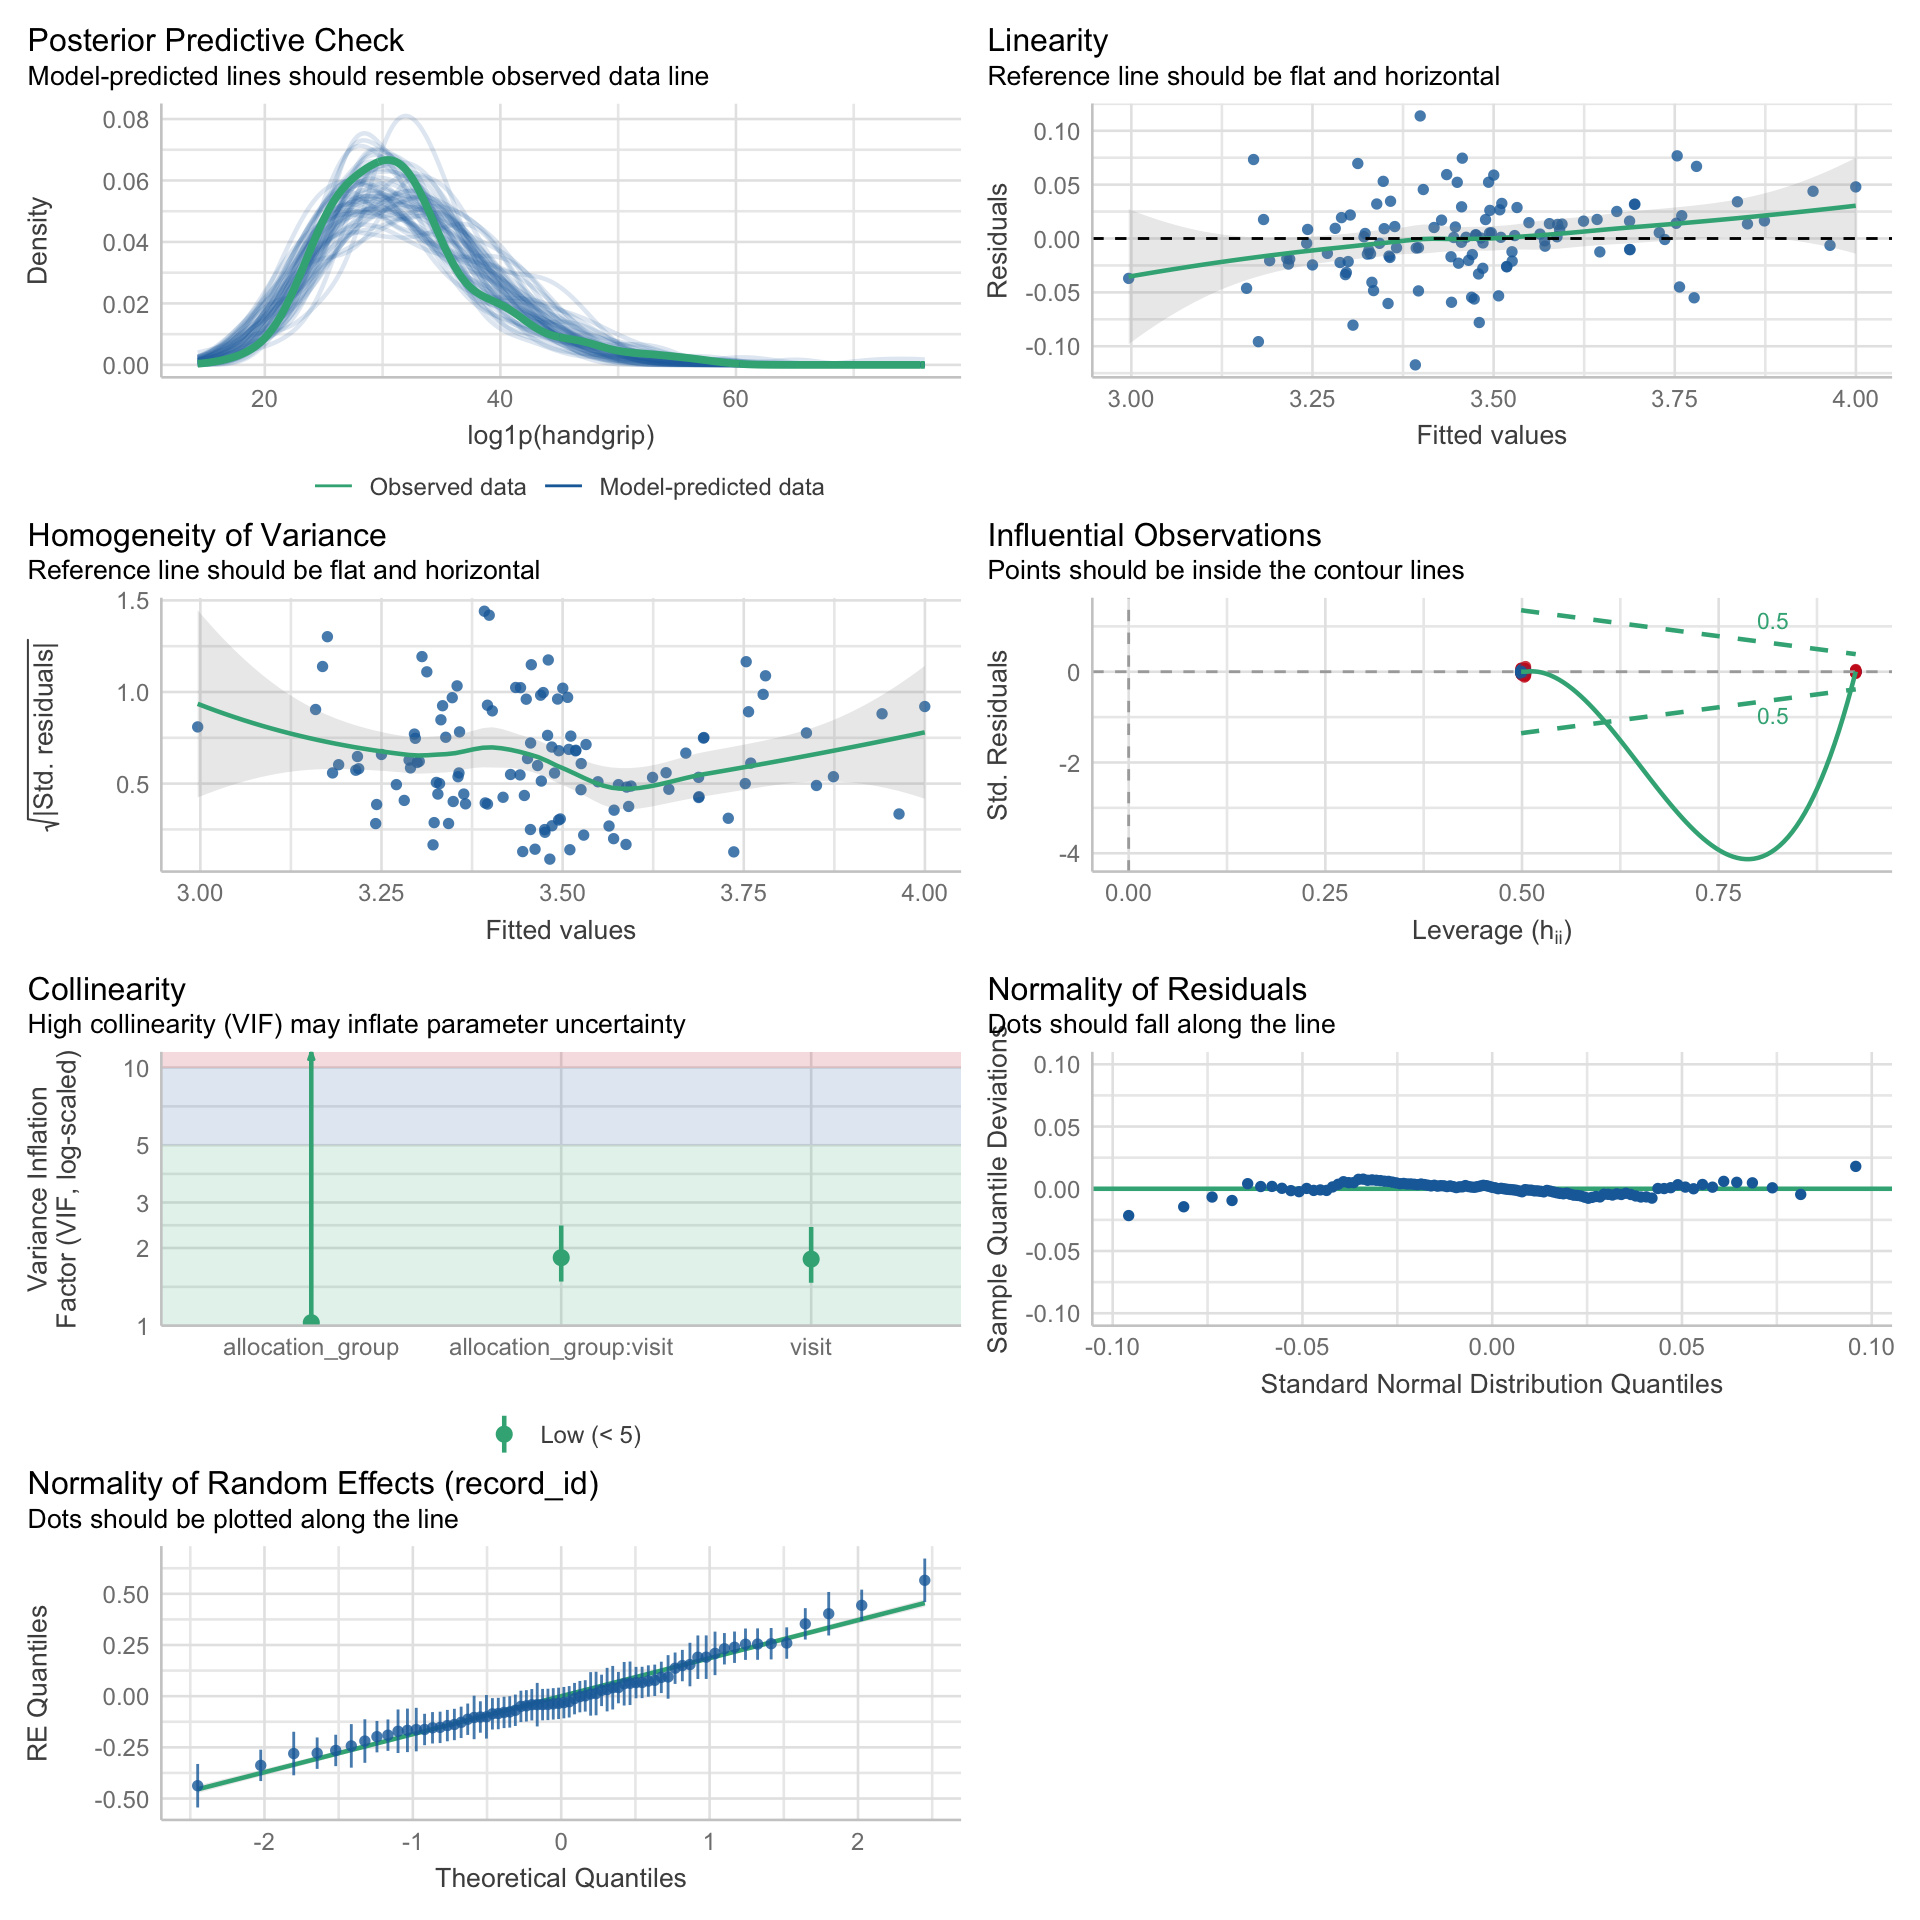 Posterior Predictive Check
Model-predicted lines should resemble observed data line
0.08
0.06
0.04
0.02
0.00
Density
20 40 60
log1p(handgrip)
Observed data Model-predicted data
Linearity
Reference line should be flat and horizontal
0.10
0.05
0.00
-0.05
-0.10
Residuals
3.00 3.25 3.50 3.75 4.00
Fitted values
Homogeneity of Variance
Reference line should be flat and horizontal
1.5
1.0
0.5
√|Std. residuals|
3.00 3.25 3.50 3.75 4.00
Fitted values
Influential Observations
Points should be inside the contour lines
0.5
0.5
0
-2
-4
Std. Residuals
0.00 0.25 0.50 0.75
Leverage (hii)
Collinearity
High collinearity (VIF) may inflate parameter uncertainty
10
5
3
2
1
Variance Inflation
Factor (VIF, log-scaled)
allocation_group allocation_group:visit visit
Low (< 5)
Normality of Residuals
Dots should fall along the line
0.10
0.05
0.00
-0.05
-0.10
Sample Quantile Deviations
-0.10 -0.05 0.00 0.05 0.10
Standard Normal Distribution Quantiles
Normality of Random Effects (record_id)
Dots should be plotted along the line
0.50
0.25
0.00
-0.25
-0.50
RE Quantiles
-2 -1 0 1 2
Theoretical Quantiles